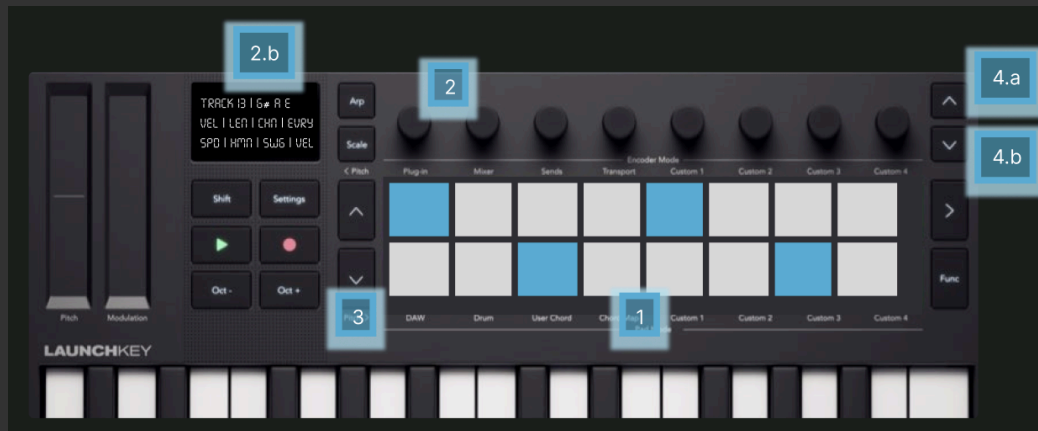 2.b
2
4.a
TRACK 13 | G# A E
VEL | LEN | CHN | EVRY
SPD | HMN | SWG | VEL
Arp
Scale
4.b
Encoder Mode
< Pitch
Plug-in Mixer Sends Transport Custom 1 Custom 2 Custom 3 Custom 4
Shift Settings
Oct - Oct +
Func
3
1
Pitch Modulation
DAW Drum User Chord Custom 1 Custom 2 Custom 3 Custom 4
LAUNCHKEY